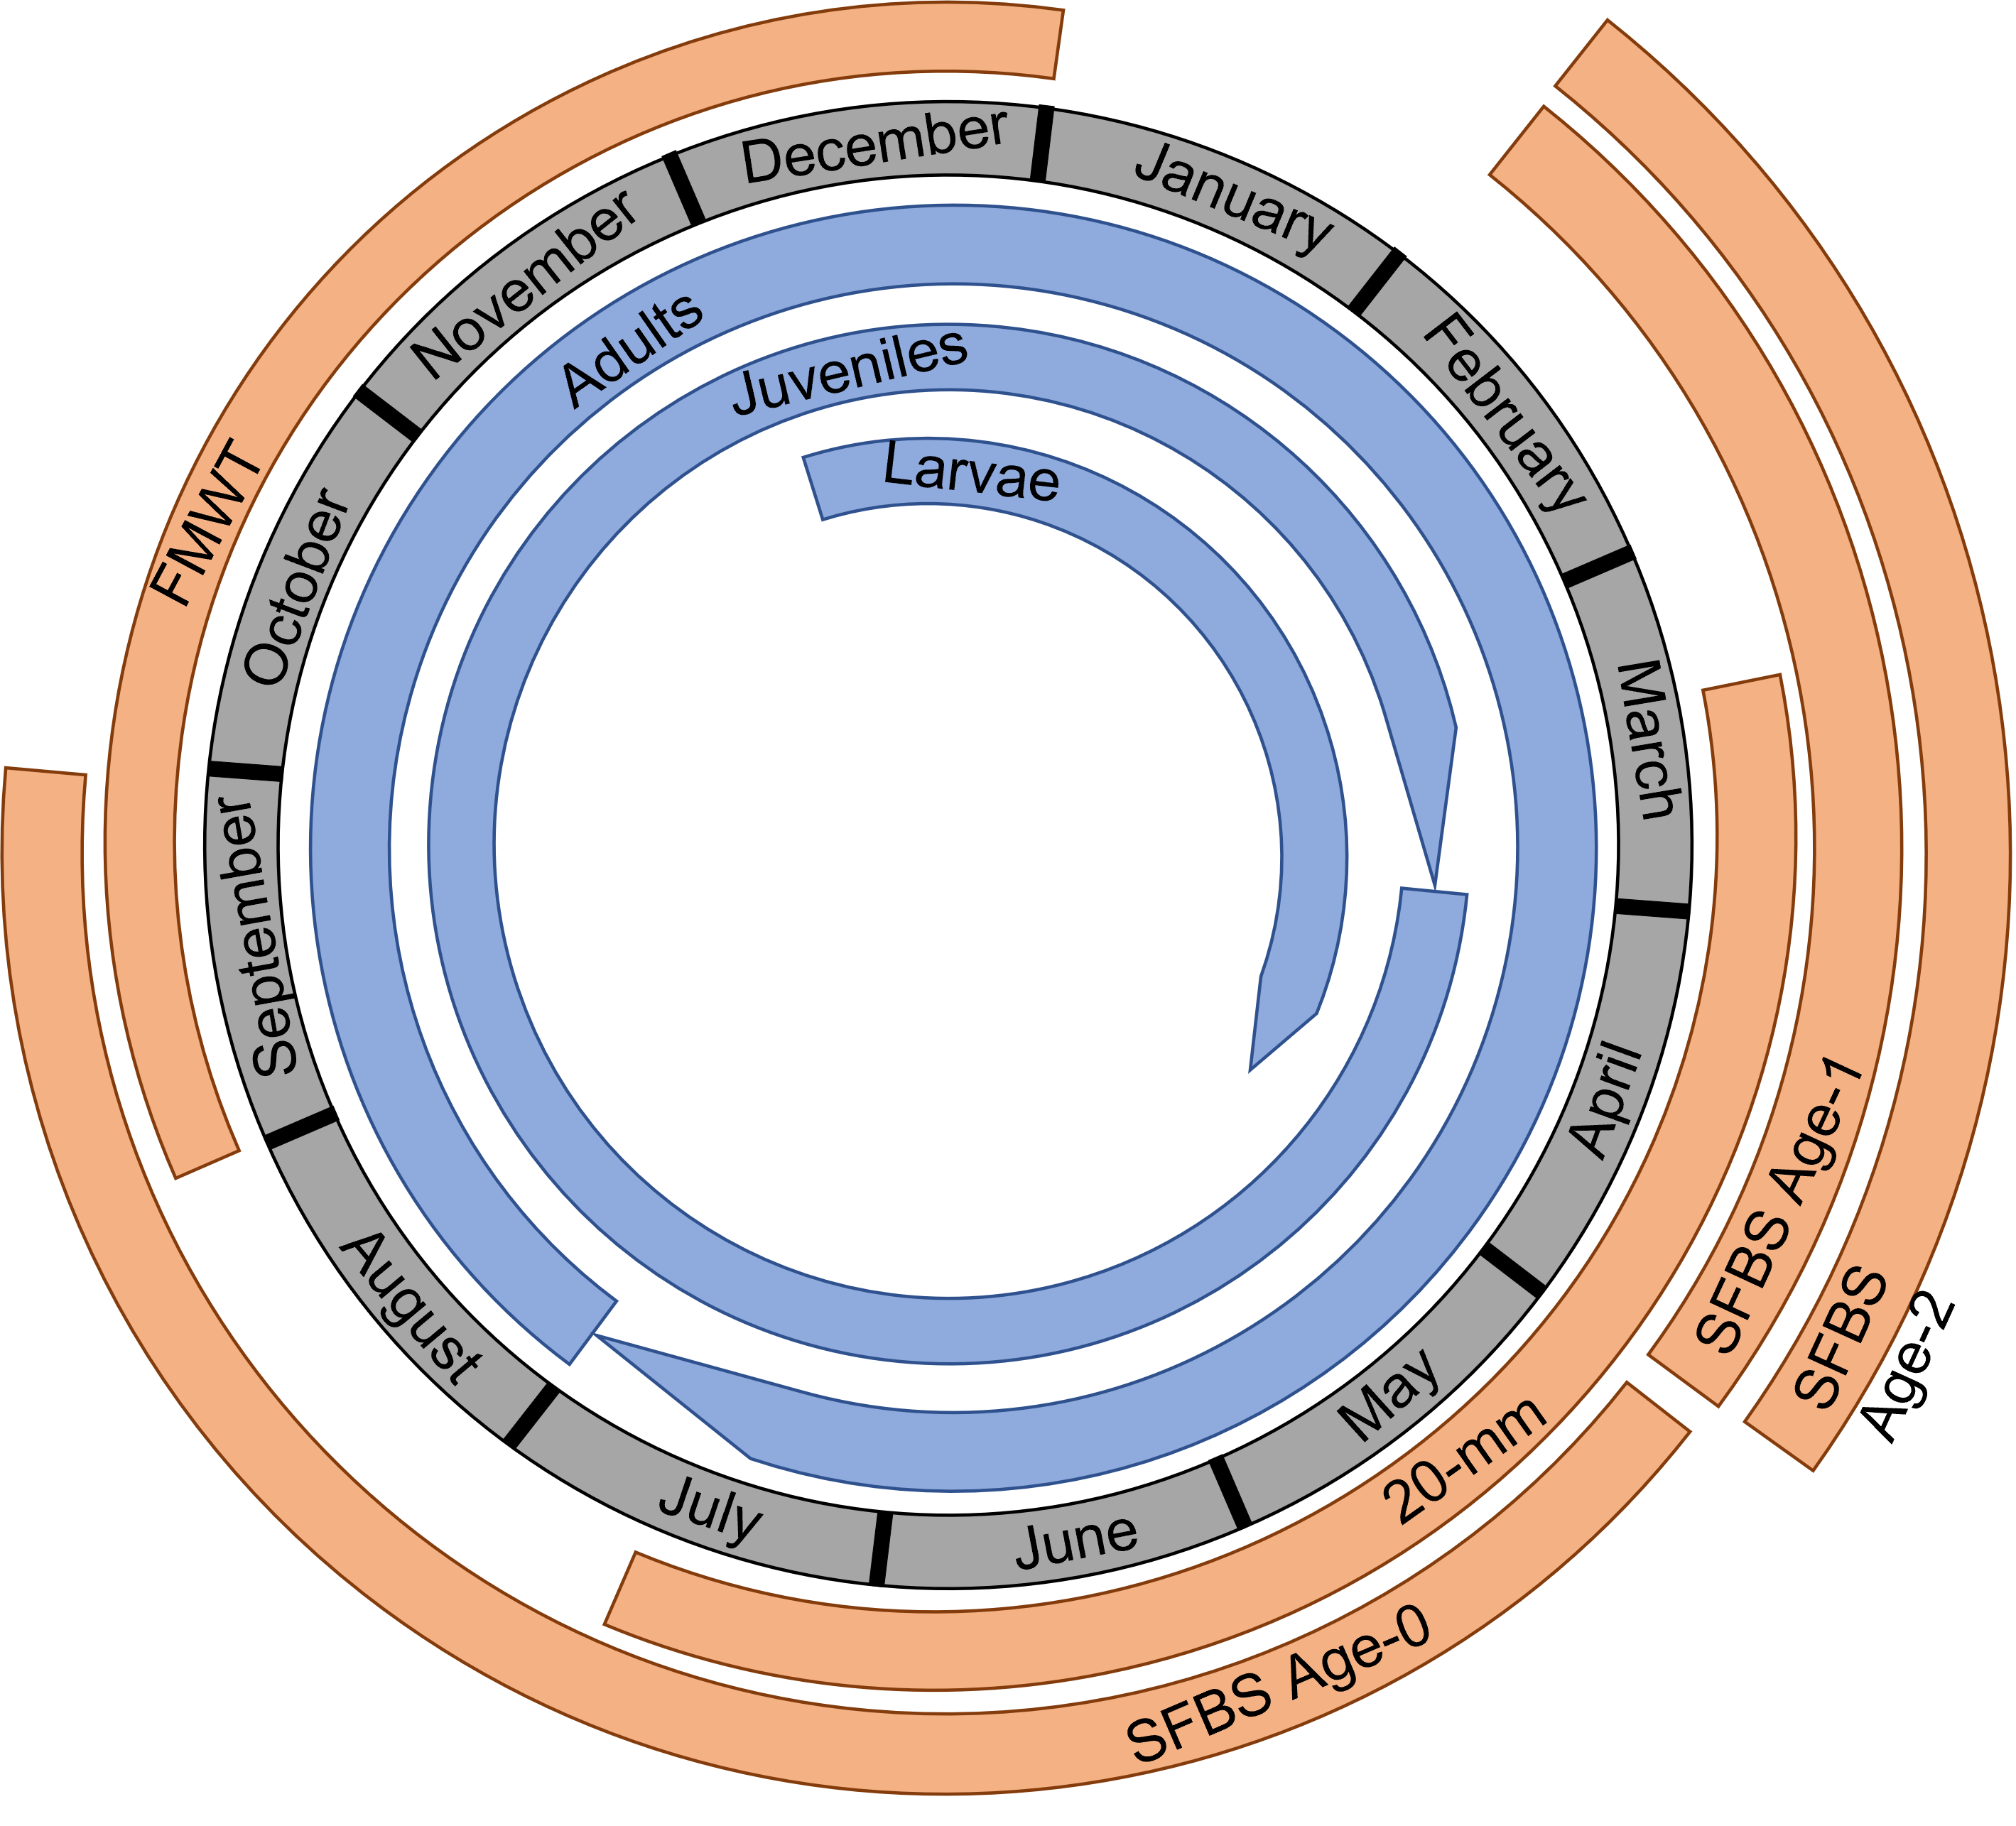 January
February
March
April
May
June
July
August
September
October
November
December
Adults
Juveniles
Larvae
FMWT
20-mm
SFBS Age-0
SFBS Age-1
SFBS
Age-2